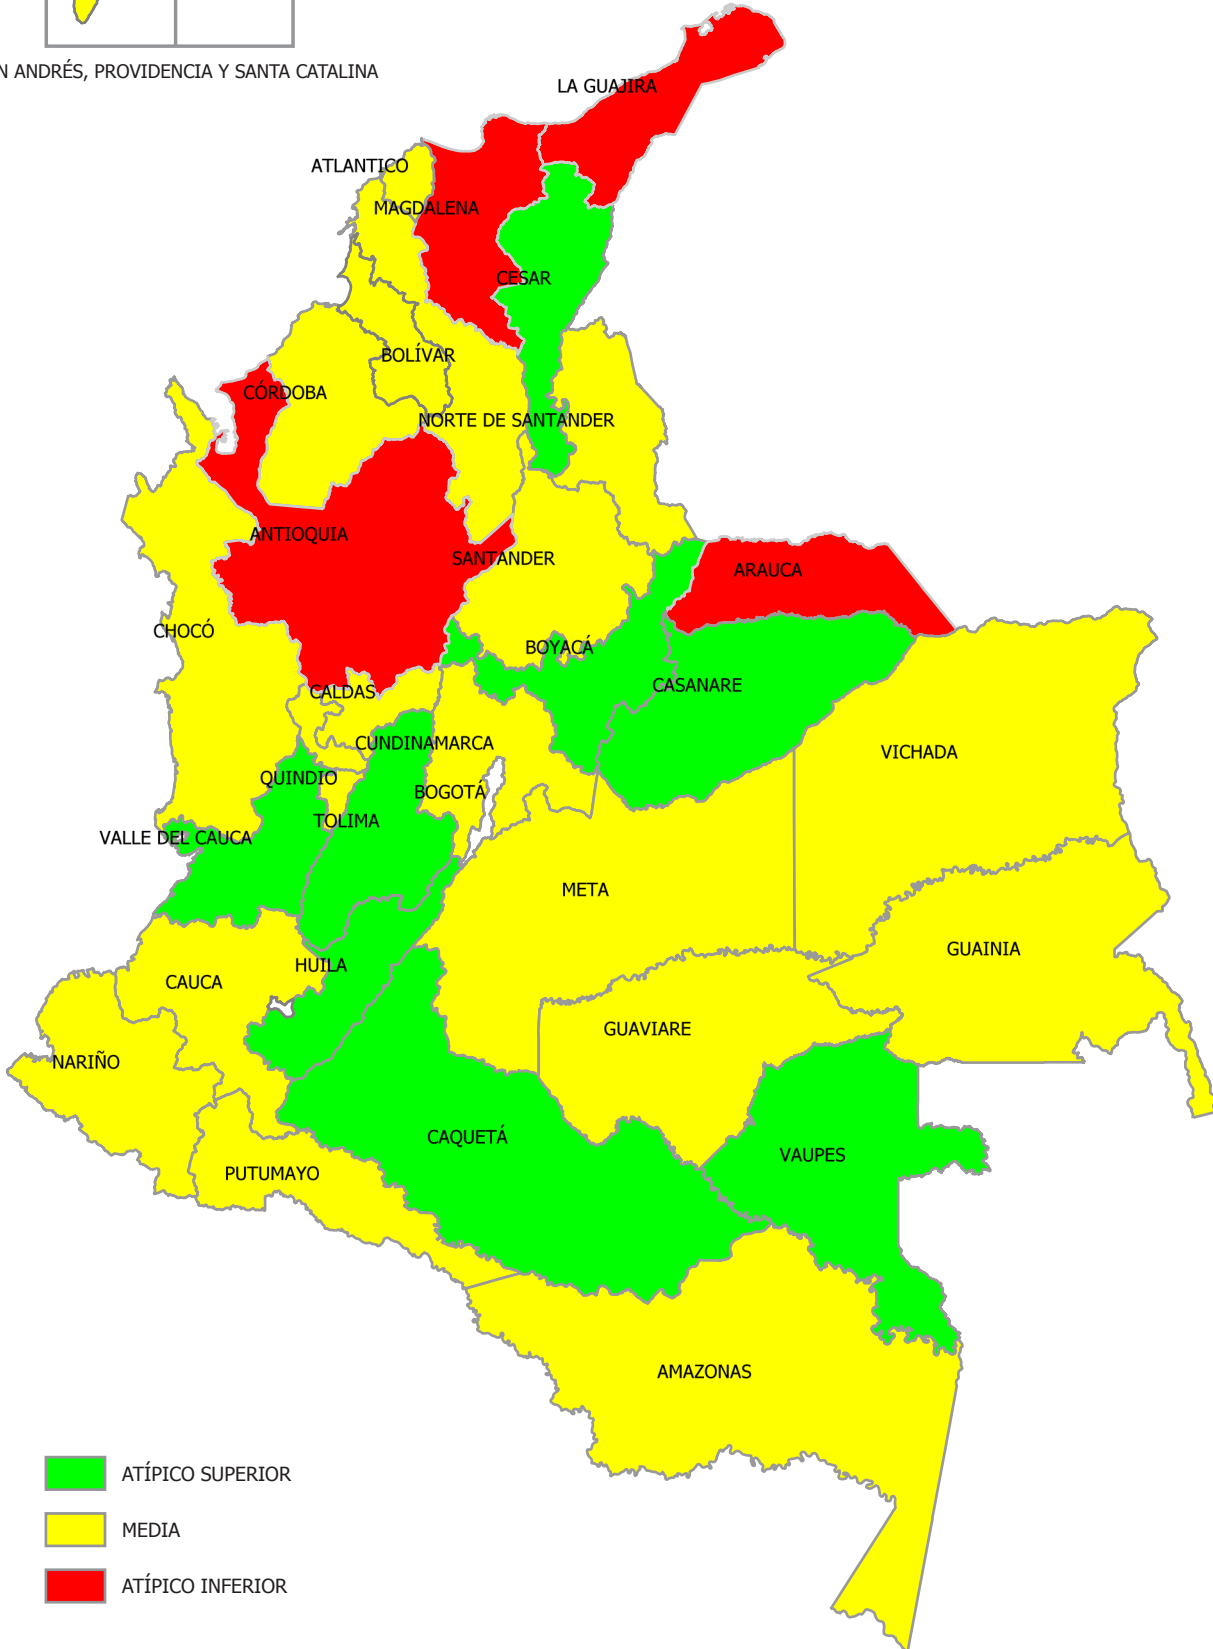 N ANDRÉS, PROVIDENCIA Y SANTA CATALINA
LA GUAJIRA
ATLANTICO
MAGDALENA
CESAR
BOLÍVAR
CÓRDOBA
NORTE DE SANTANDER
ANTIOQUIA
SANTANDER
ARAUCA
CHOCÓ
BOYACÁ
CASANARE
CALDAS
CUNDINAMARCA
VICHADA
QUINDIO
BOGOTÁ
TOLIMA
VALLE DEL CAUCA
META
GUAINIA
HUILA
CAUCA
GUAVIARE
NARIÑO
CAQUETÁ
VAUPES
PUTUMAYO
AMAZONAS
ATÍPICO SUPERIOR
MEDIA
ATÍPICO INFERIOR